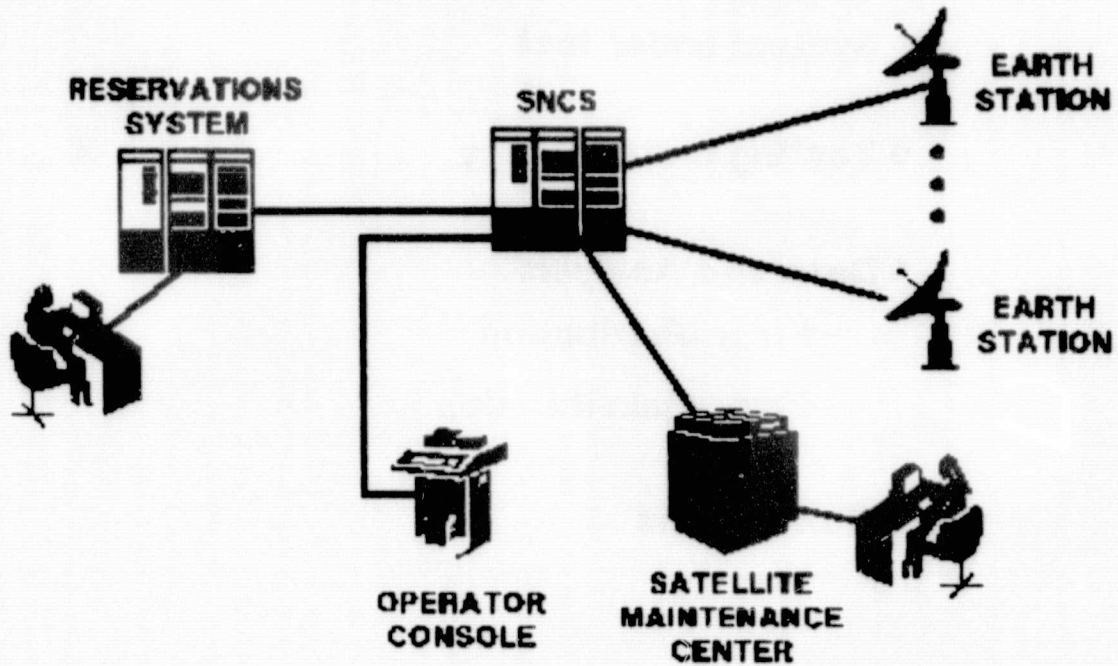 RESERVATIONS
SYSTEM
SNCS
EARTH
STATION
EARTH
STATION
OPERATOR
CONSOLE
SATELLITE
MAINTENANCE
CENTER